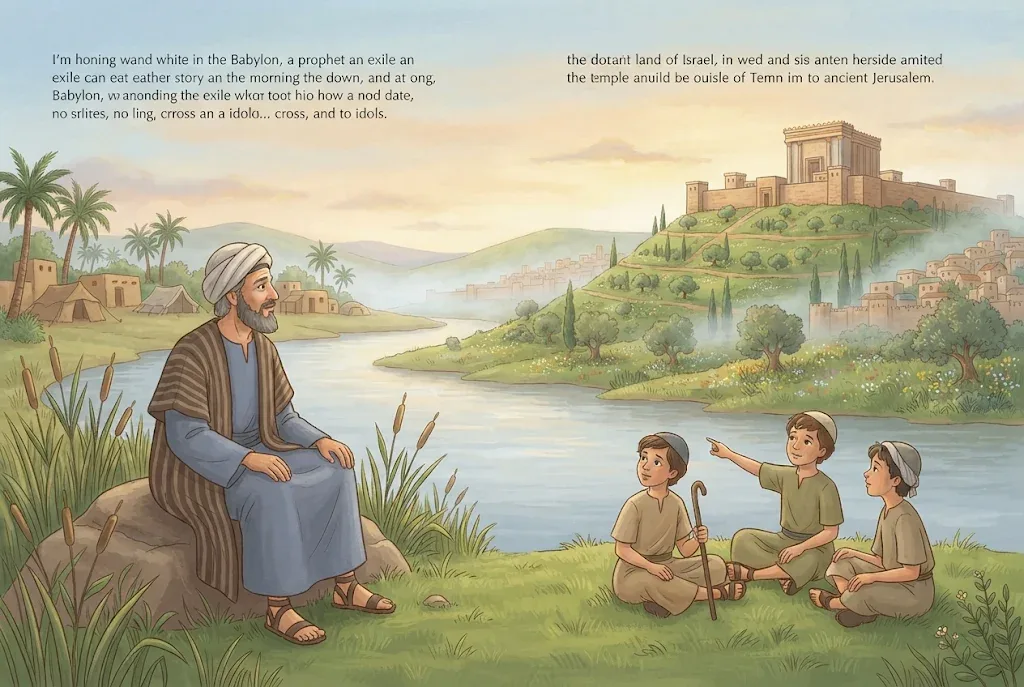 I'm honing wand white in the Babylon, a prophet an exile an
exile can eat eather story an the morning the down, and at ong,
Babylon, wanonding the exile wkor toot hio how a nod date,
no srlites, no ling, crross an a idolo... cross, and to idols.
the dotant land of Israel, in wed and sis anten herside amited
the temple anuild be ouisle of Temn im to ancient Jerusalem.